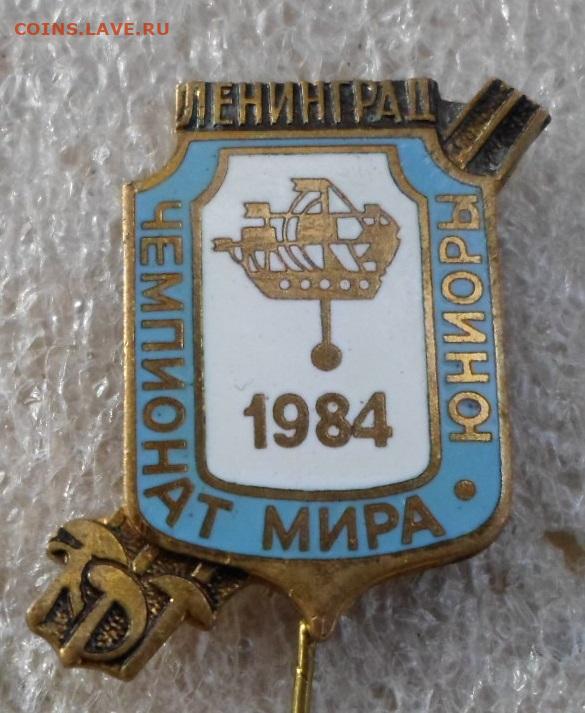 COINS.LAVE.RU
ЛЕНИНГРАД
ЧЕМПИОНАТ МИРА · ЮНИОРЫ
1984